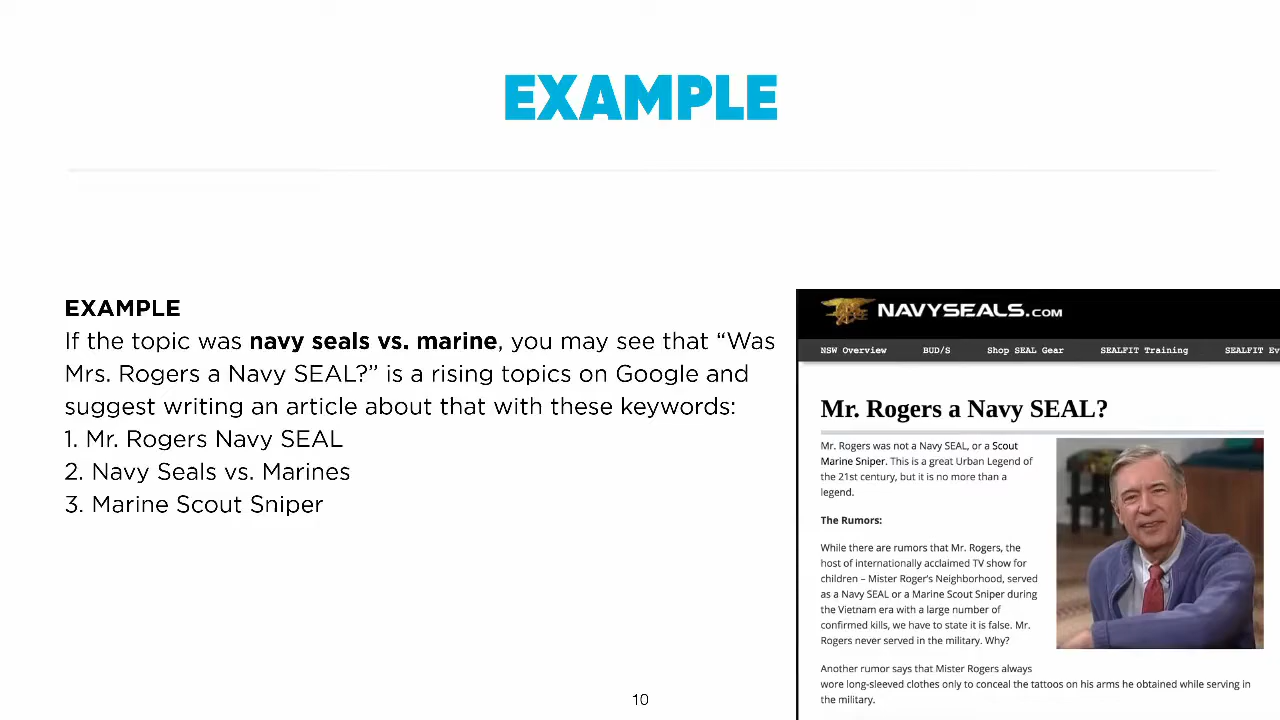 EXAMPLE
EXAMPLE
If the topic was navy seals vs. marine, you may see that “Was
Mrs. Rogers a Navy SEAL?” is a rising topics on Google and
suggest writing an article about that with these keywords:
1. Mr. Rogers Navy SEAL
2. Navy Seals vs. Marines
3. Marine Scout Sniper
NAVYSEALS.COM
NSW Overview BUD/S Shop SEAL Gear SEALFIT Training SEALFIT Ev
Mr. Rogers a Navy SEAL?
Mr. Rogers was not a Navy SEAL, or a Scout
Marine Sniper. This is a great Urban Legend of
the 21st century, but it is no more than a
legend.
The Rumors:
While there are rumors that Mr. Rogers, the
host of internationally acclaimed TV show for
children – Mister Roger's Neighborhood, served
as a Navy SEAL or a Marine Scout Sniper during
the Vietnam era with a large number of
confirmed kills, we have to state it is false. Mr.
Rogers never served in the military. Why?
Another rumor says that Mister Rogers always
wore long-sleeved clothes only to conceal the tattoos on his arms he obtained while serving in
the military.
10